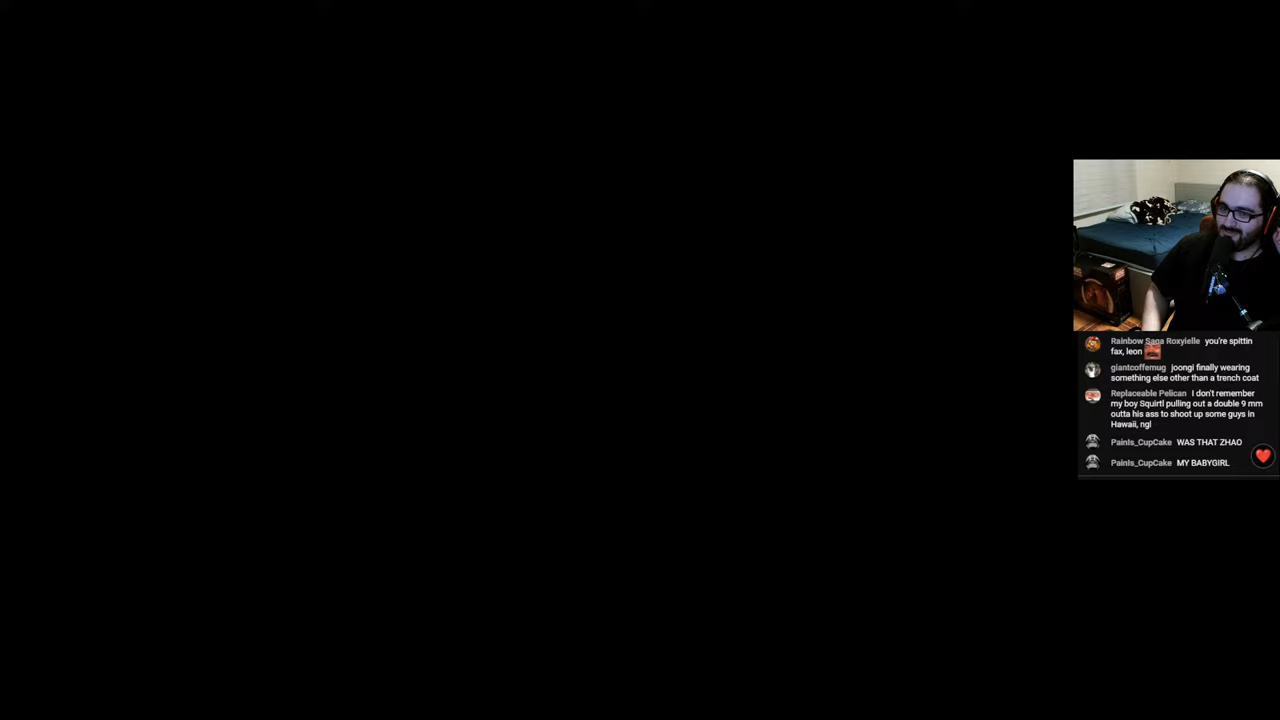 Rainbow Saga Roxyielle you're spittin
fax, leon
giantcoffemug joongi finally wearing
something else other than a trench coat
Replaceable Pelican I don't remember
my boy Squirtl pulling out a double 9 mm
outta his ass to shoot up some guys in
Hawaii, ngl
PainIs_CupCake WAS THAT ZHAO
PainIs_CupCake MY BABYGIRL